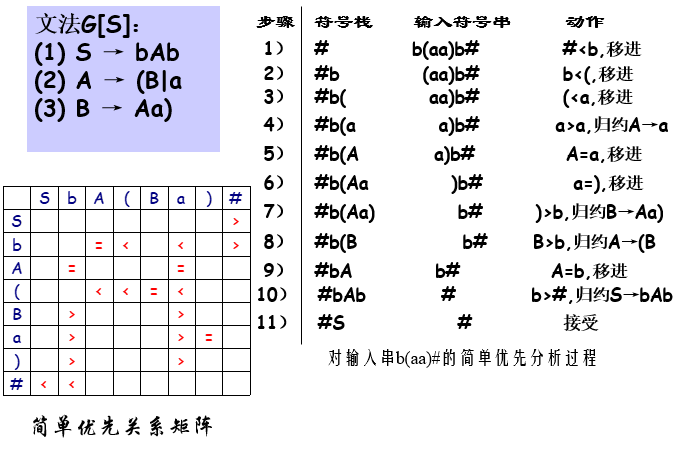 文法G[S]:
(1) S → bAb
(2) A → (B|a
(3) B → Aa)
步骤 符号栈 输入符号串 动作
1) # b(aa)b# #<b,移进
2) #b (aa)b# b<(,移进
3) #b( aa)b# (<a,移进
4) #b(a a)b# a>a,归约A→a
5) #b(A a)b# A=a,移进
6) #b(Aa )b# a=),移进
7) #b(Aa) b# )>b,归约B→Aa)
8) #b(B b# B>b,归约A→(B
9) #bA b# A=b,移进
10) #bAb # b>#,归约S→bAb
11) #S # 接受
对输入串b(aa)#的简单优先分析过程
S b A ( B a ) #
S >
b = < < >
A = =
( < < = <
B > >
a > > =
) > >
# < <
简单优先关系矩阵